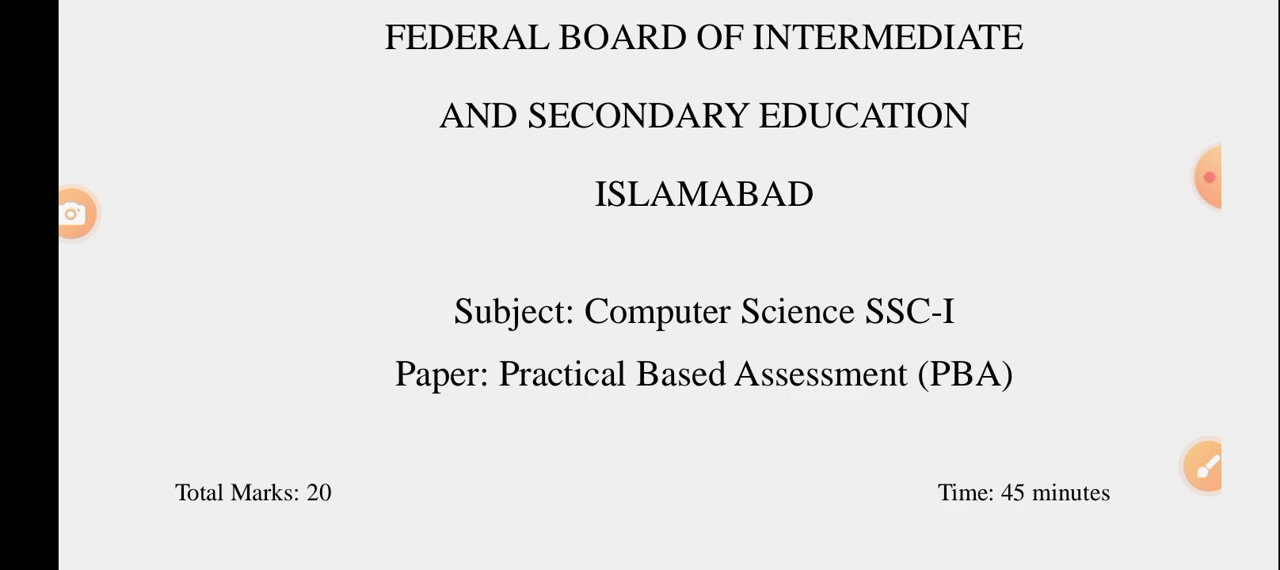 FEDERAL BOARD OF INTERMEDIATE
AND SECONDARY EDUCATION
ISLAMABAD
Subject: Computer Science SSC-I
Paper: Practical Based Assessment (PBA)
Total Marks: 20 Time: 45 minutes